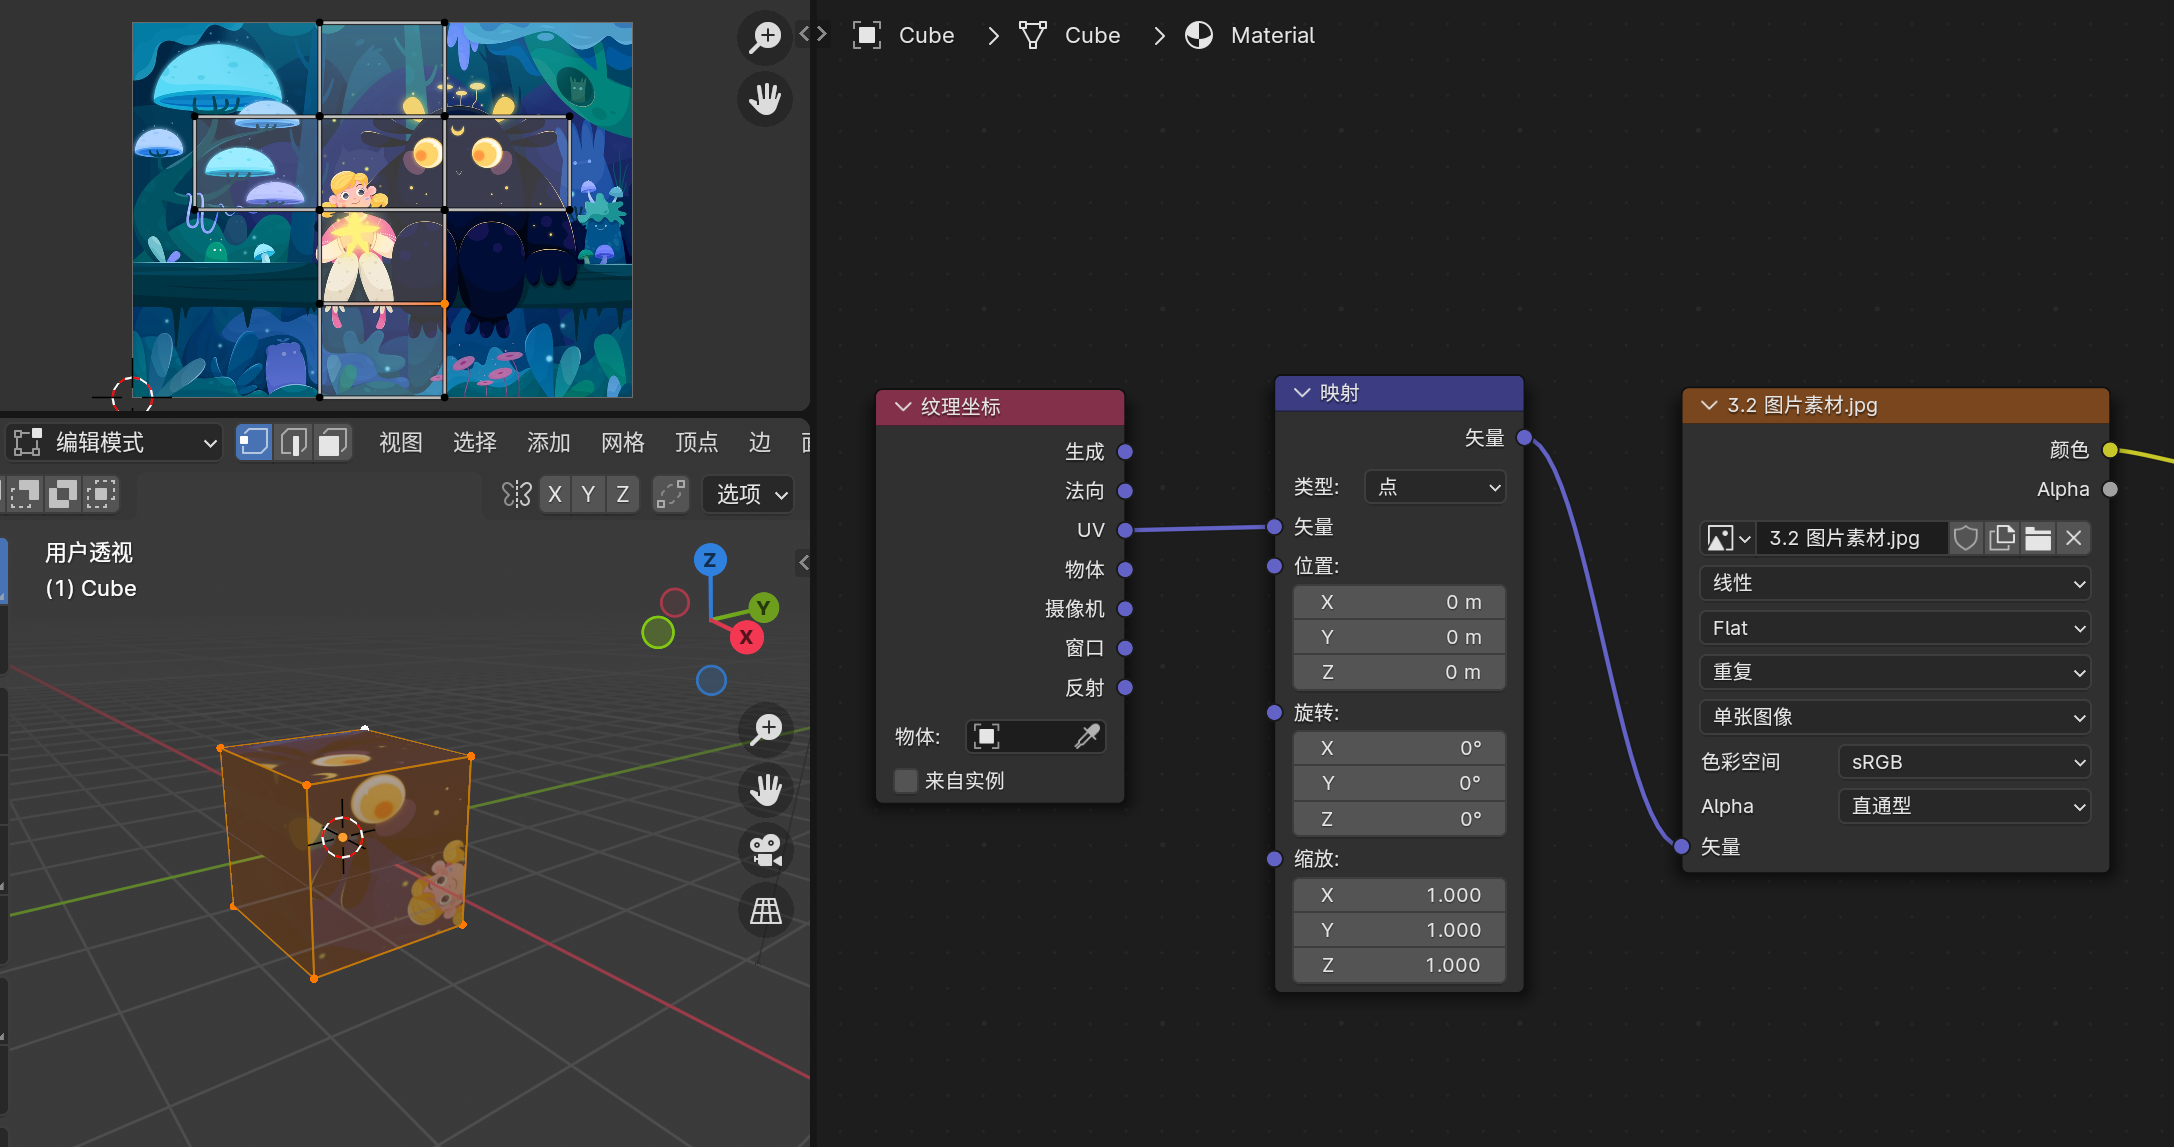 Cube
Cube
Material
编辑模式
视图
选择
添加
网格
顶点
边
X
Y
Z
选项
用户透视
(1) Cube
Z
Y
X
纹理坐标
生成
法向
UV
物体
摄像机
窗口
反射
物体:
来自实例
映射
矢量
类型:
点
矢量
位置:
X 0 m
Y 0 m
Z 0 m
旋转:
X 0°
Y 0°
Z 0°
缩放:
X 1.000
Y 1.000
Z 1.000
3.2 图片素材.jpg
颜色
Alpha
3.2 图片素材.jpg
线性
Flat
重复
单张图像
色彩空间 sRGB
Alpha 直通型
矢量